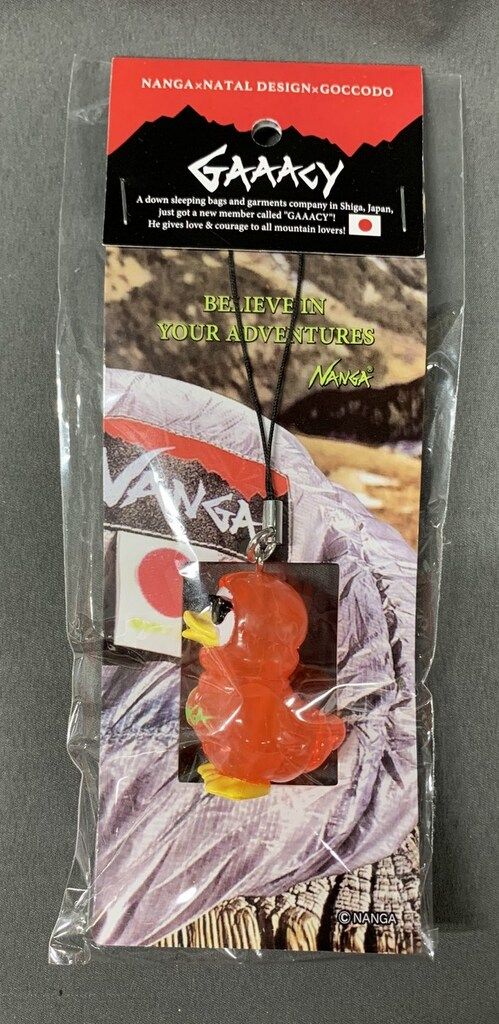 NANGA×NATAL DESIGN×GOCCODO
GAAACY
A down sleeping bags and garments company in Shiga, Japan,
just got a new member called "GAAACY"!
He gives love & courage to all mountain lovers!
BELIEVE IN
YOUR ADVENTURES
NANGA®
NANGA
© NANGA